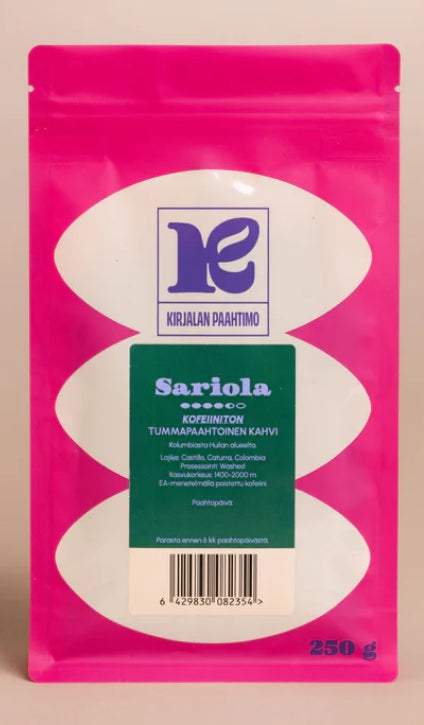 K
KIRJALAN PAAHTIMO
Sariola
KOFEIINITON
TUMMAPAAHTOINEN KAHVI
Kolumbiasta Huilan alueelta.
Lajike: Castillo, Caturra, Colombia
Prosessointi: Washed
Kasvukorkeus: 1400-2000 m
EA-menetelmällä poistettu kofeiini
Paahtopäivä:
Parasta ennen 6 kk paahtopäivästä.
6 429830 082354 >
250 g